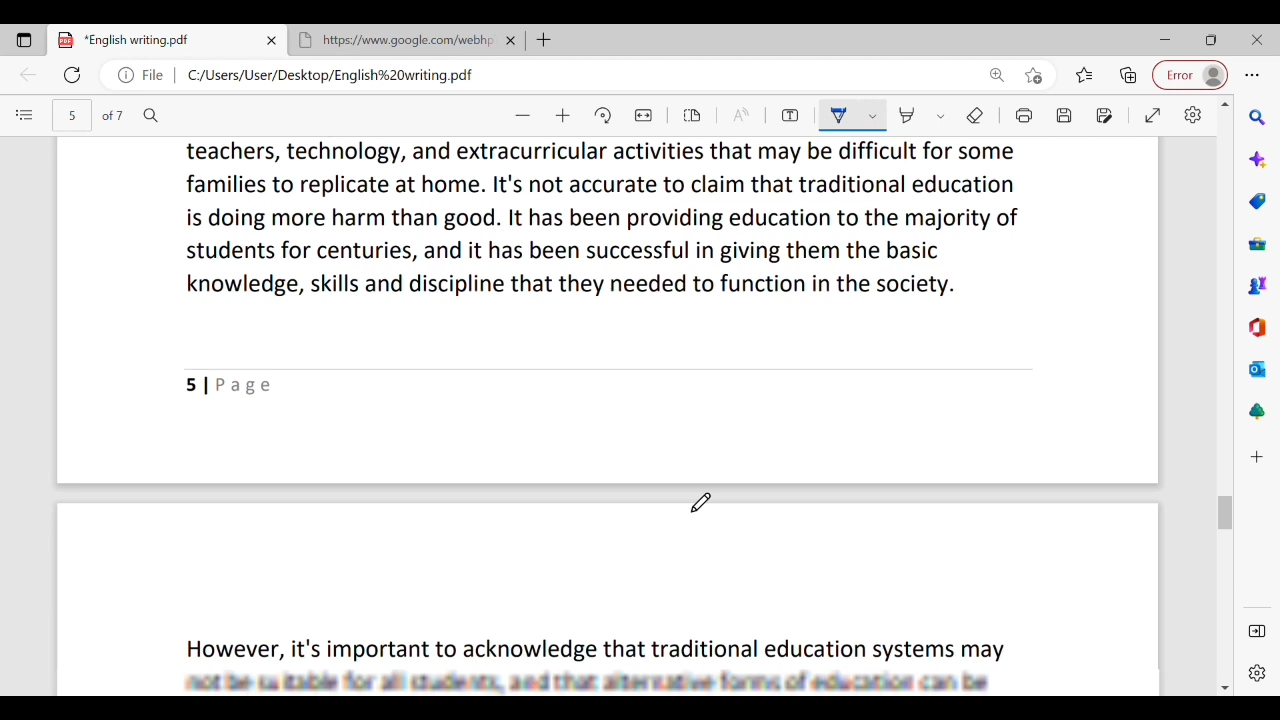 *English writing.pdf
https://www.google.com/webhp
File
C:/Users/User/Desktop/English%20writing.pdf
Error
5 of 7
teachers, technology, and extracurricular activities that may be difficult for some
families to replicate at home. It's not accurate to claim that traditional education
is doing more harm than good. It has been providing education to the majority of
students for centuries, and it has been successful in giving them the basic
knowledge, skills and discipline that they needed to function in the society.
5 | Page
However, it's important to acknowledge that traditional education systems may
not be suitable for all students, and that alternative forms of education can be